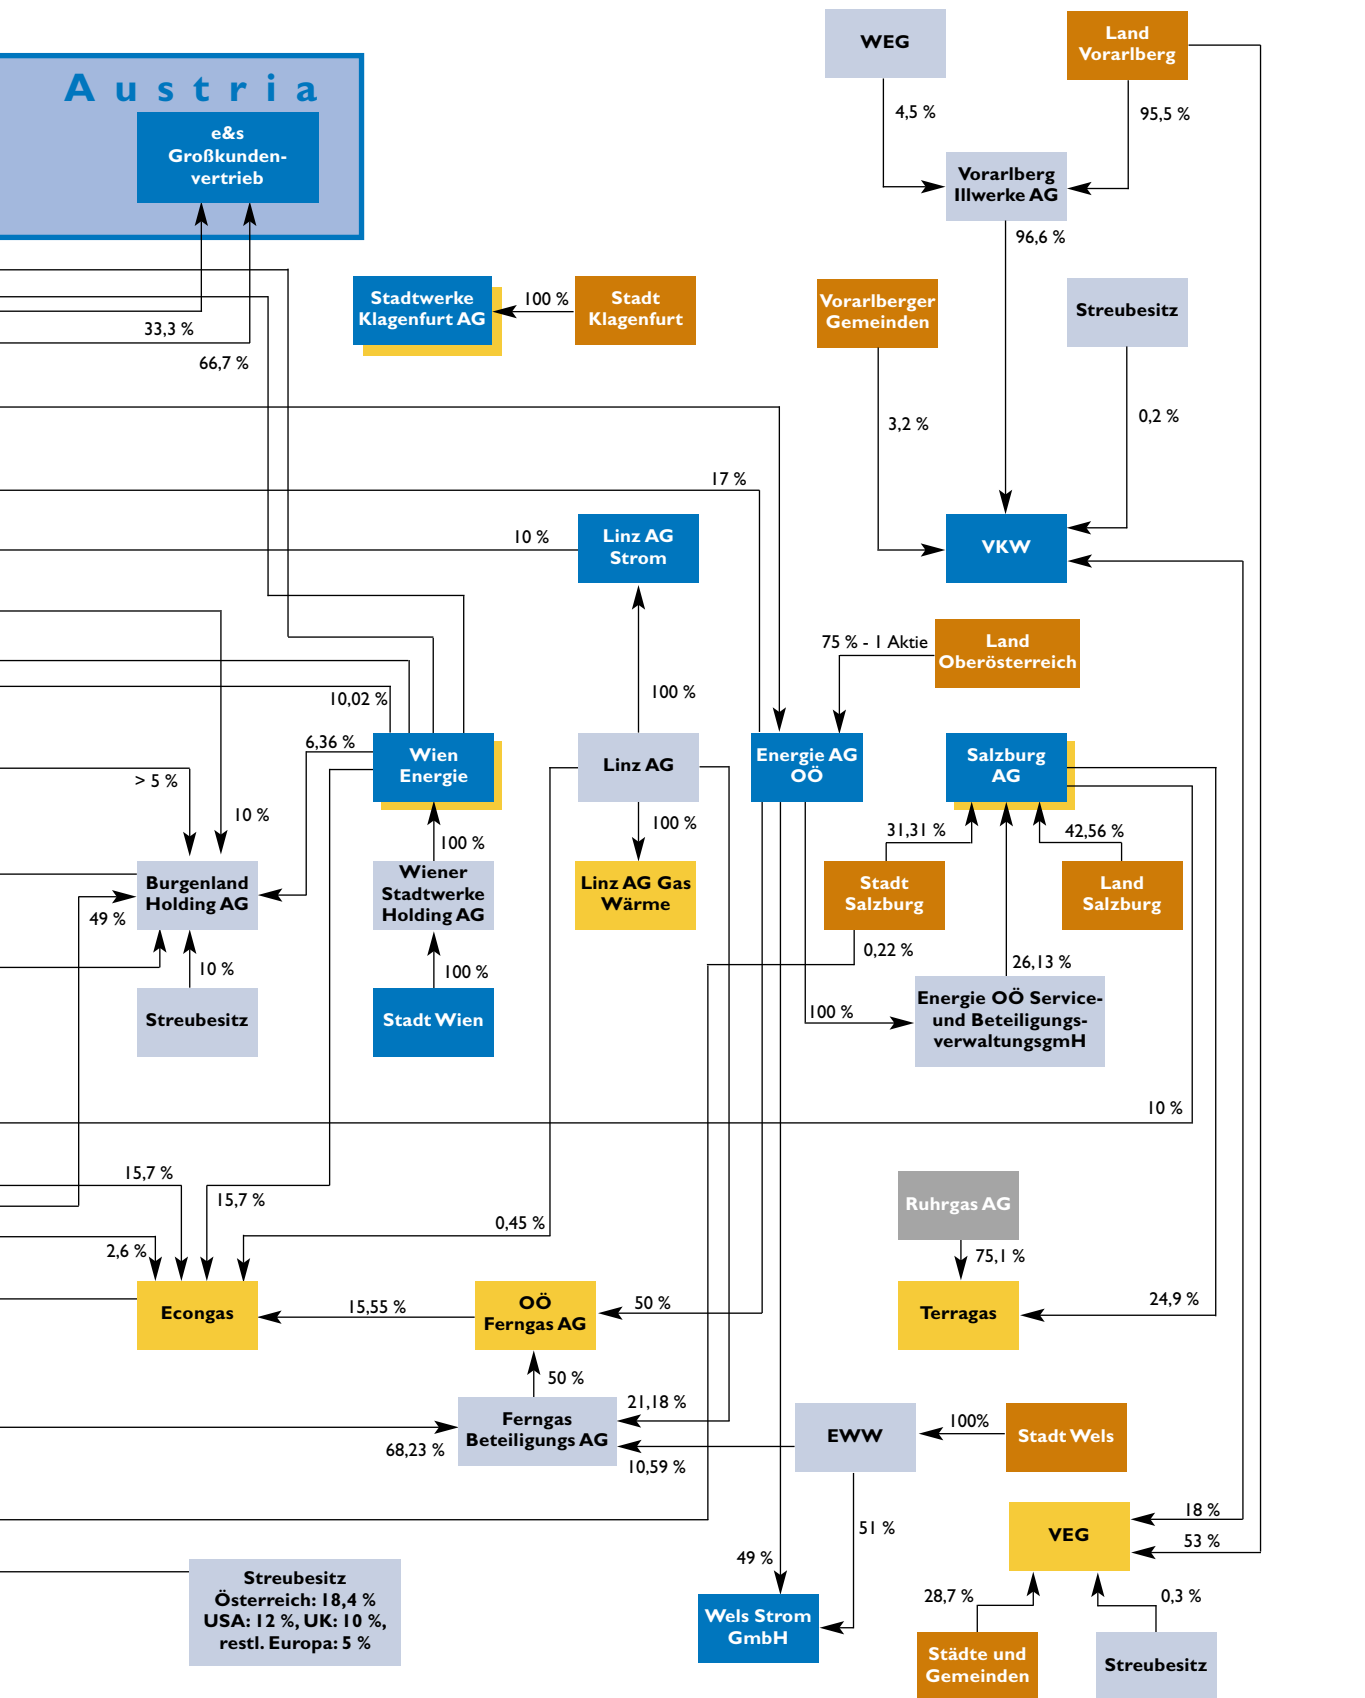 WEG
Land
Vorarlberg
Austria
e&s
Großkunden-
vertrieb
4,5 %
95,5 %
Vorarlberg
Illwerke AG
96,6 %
33,3 %
66,7 %
Stadtwerke
Klagenfurt AG
100 %
Stadt
Klagenfurt
Vorarlberger
Gemeinden
Streubesitz
3,2 %
0,2 %
17 %
10 %
Linz AG
Strom
VKW
75 % - 1 Aktie
Land
Oberösterreich
100 %
10,02 %
6,36 %
Wien
Energie
Linz AG
Energie AG
OÖ
Salzburg
AG
> 5 %
10 %
100 %
100 %
31,31 %
42,56 %
Burgenland
Holding AG
Wiener
Stadtwerke
Holding AG
Linz AG Gas
Wärme
Stadt
Salzburg
Land
Salzburg
49 %
10 %
100 %
0,22 %
26,13 %
Streubesitz
Stadt Wien
100 %
Energie OÖ Service-
und Beteiligungs-
verwaltungsgmH
10 %
15,7 %
15,7 %
0,45 %
2,6 %
Ruhrgas AG
75,1 %
Econgas
15,55 %
OÖ
Ferngas AG
50 %
Terragas
24,9 %
50 %
21,18 %
Ferngas
Beteiligungs AG
68,23 %
10,59 %
EWW
100%
Stadt Wels
51 %
VEG
18 %
53 %
49 %
Streubesitz
Österreich: 18,4 %
USA: 12 %, UK: 10 %,
restl. Europa: 5 %
Wels Strom
GmbH
28,7 %
0,3 %
Städte und
Gemeinden
Streubesitz